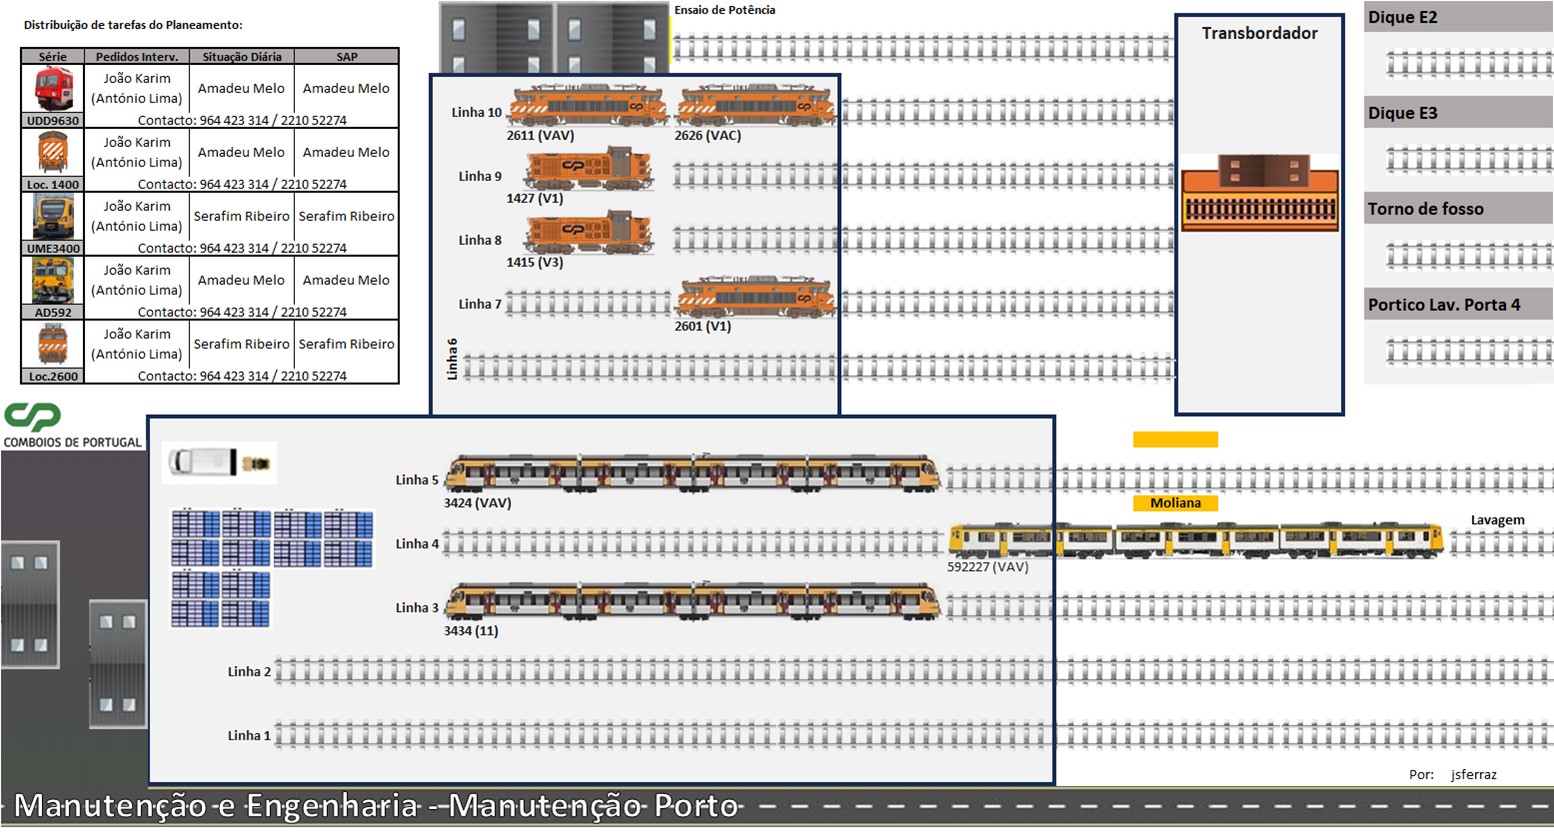 Distribuição de tarefas do Planeamento:
Série Pedidos Interv. Situação Diária SAP
João Karim
(António Lima) Amadeu Melo Amadeu Melo
UDD9630 Contacto: 964 423 314 / 2210 52274
João Karim
(António Lima) Amadeu Melo Amadeu Melo
Loc. 1400 Contacto: 964 423 314 / 2210 52274
João Karim
(António Lima) Serafim Ribeiro Serafim Ribeiro
UME3400 Contacto: 964 423 314 / 2210 52274
João Karim
(António Lima) Amadeu Melo Amadeu Melo
AD592 Contacto: 964 423 314 / 2210 52274
João Karim
(António Lima) Serafim Ribeiro Serafim Ribeiro
Loc.2600 Contacto: 964 423 314 / 2210 52274
CP
COMBOIOS DE PORTUGAL
Ensaio de Potência
Linha 10
2611 (VAV) 2626 (VAC)
Linha 9
1427 (V1)
Linha 8
1415 (V3)
Linha 7
2601 (V1)
Linha 6
Transbordador
Dique E2
Dique E3
Torno de fosso
Portico Lav. Porta 4
Linha 5
3424 (VAV)
Moliana
Lavagem
Linha 4
592227 (VAV)
Linha 3
3434 (11)
Linha 2
Linha 1
Por: jsferraz
Manutenção e Engenharia - Manutenção Porto